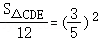 S△CDE/12 = (3/5)²